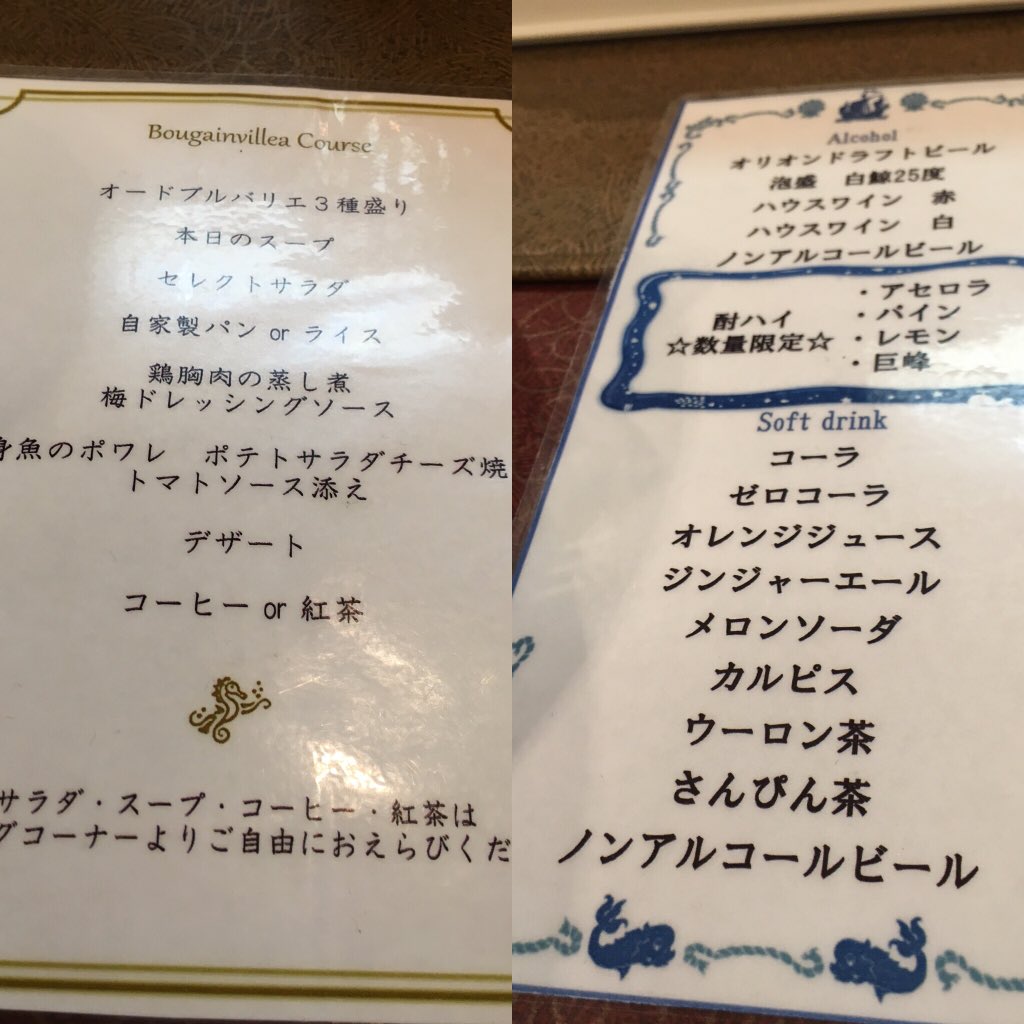 Bougainvillea Course
オードブルバリエ３種盛り
本日のスープ
セレクトサラダ
自家製パン or ライス
鶏胸肉の蒸し煮
梅ドレッシングソース
身魚のポワレ　ポテトサラダチーズ焼
トマトソース添え
デザート
コーヒー or 紅茶
サラダ・スープ・コーヒー・紅茶は
グコーナーよりご自由におえらびくだ
Alcohol
オリオンドラフトビール
泡盛　白鯨25度
ハウスワイン　赤
ハウスワイン　白
ノンアルコールビール
酎ハイ
☆数量限定☆
・アセロラ
・パイン
・レモン
・巨峰
Soft drink
コーラ
ゼロコーラ
オレンジジュース
ジンジャーエール
メロンソーダ
カルピス
ウーロン茶
さんぴん茶
ノンアルコールビール